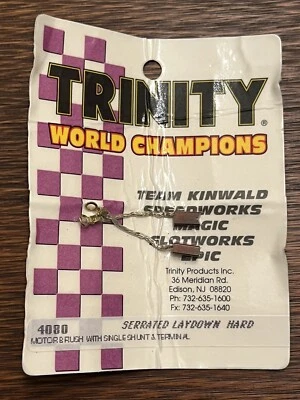 TRINITY®
WORLD CHAMPIONS
TEAM KINWALD
SPEEDWORKS
MAGIC
SLOTWORKS
EPIC
Trinity Products Inc.
36 Meridian Rd.
Edison, NJ 08820
Ph: 732-635-1600
Fx: 732-635-1640
4080 SERRATED LAYDOWN HARD
MOTOR BRUSH WITH SINGLE SHUNT & TERMINAL